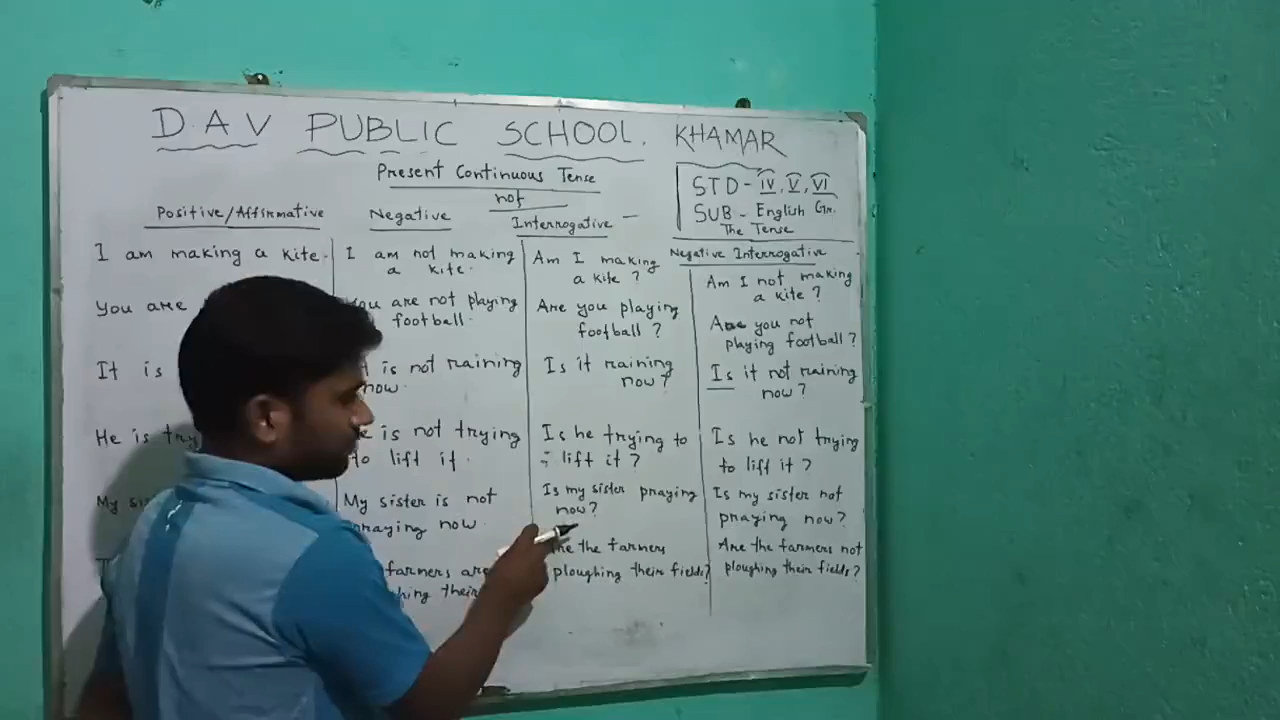 D.A.V PUBLIC SCHOOL. KHAMAR
Present Continuous Tense
not
STD - IV, V, VI
SUB - English Gr.
The Tense
Positive/Affirmative
I am making a kite.
You are
It is
He is
My
Negative
I am not making
a kite.
are not playing
football.
is not raining
now.
is not trying
to lift it.
My sister is not
praying now.
farmers are
their
Interrogative
Am I making
a kite ?
Are you playing
football ?
Is it raining
now?
Is he trying to
lift it ?
Is my sister praying
now?
the farmers
ploughing their fields?
Negative Interrogative
Am I not making
a kite ?
Are you not
playing football ?
Is it not raining
now ?
Is he not trying
to lift it ?
Is my sister not
praying now?
Are the farmers not
ploughing their fields?